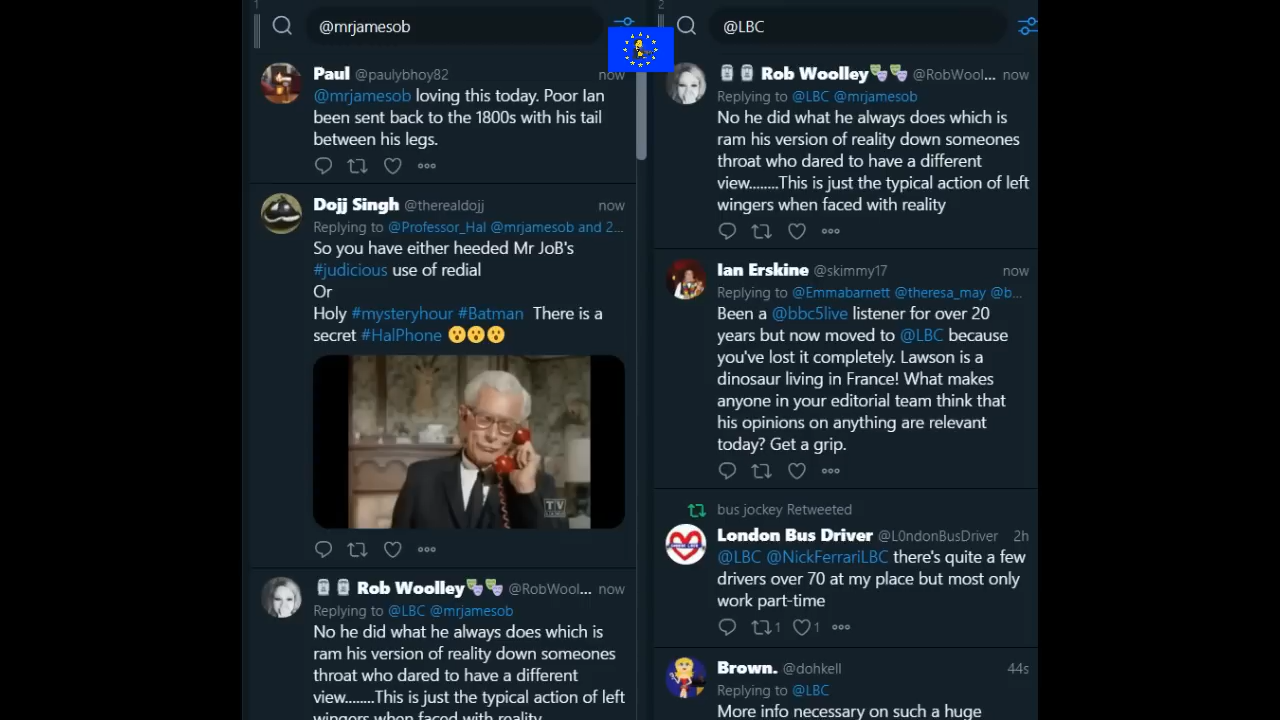 1
@mrjamesob
Paul @paulybhoy82 now
@mrjamesob loving this today. Poor Ian
been sent back to the 1800s with his tail
between his legs.
Dojj Singh @therealdojj now
Replying to @Professor_Hal @mrjamesob and 2...
So you have either heeded Mr JoB's
#judicious use of redial
Or
Holy #mysteryhour #Batman There is a
secret #HalPhone 😮😮😮
TV
Rob Woolley🎭🎭 @RobWool... now
Replying to @LBC @mrjamesob
No he did what he always does which is
ram his version of reality down someones
throat who dared to have a different
view........This is just the typical action of left
wingers when faced with reality
2
@LBC
Rob Woolley🎭🎭 @RobWool... now
Replying to @LBC @mrjamesob
No he did what he always does which is
ram his version of reality down someones
throat who dared to have a different
view........This is just the typical action of left
wingers when faced with reality
Ian Erskine @skimmy17 now
Replying to @Emmabarnett @theresa_may @b...
Been a @bbc5live listener for over 20
years but now moved to @LBC because
you've lost it completely. Lawson is a
dinosaur living in France! What makes
anyone in your editorial team think that
his opinions on anything are relevant
today? Get a grip.
bus jockey Retweeted
London Bus Driver @L0ndonBusDriver 2h
@LBC @NickFerrariLBC there's quite a few
drivers over 70 at my place but most only
work part-time
1 1
Brown. @dohkell 44s
Replying to @LBC
More info necessary on such a huge